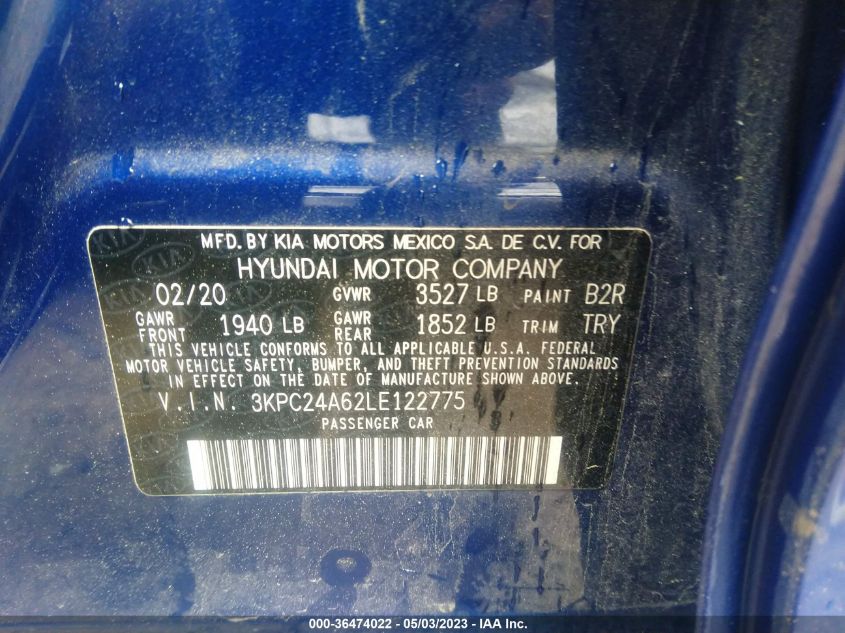 MFD. BY KIA MOTORS MEXICO S.A. DE C.V. FOR
HYUNDAI MOTOR COMPANY
02/20 GVWR 3527 LB PAINT B2R
GAWR FRONT 1940 LB GAWR REAR 1852 LB TRIM TRY
THIS VEHICLE CONFORMS TO ALL APPLICABLE U.S.A. FEDERAL
MOTOR VEHICLE SAFETY, BUMPER, AND THEFT PREVENTION STANDARDS
IN EFFECT ON THE DATE OF MANUFACTURE SHOWN ABOVE.
V.I.N. 3KPC24A62LE122775
PASSENGER CAR
000-36474022 - 05/03/2023 - IAA Inc.